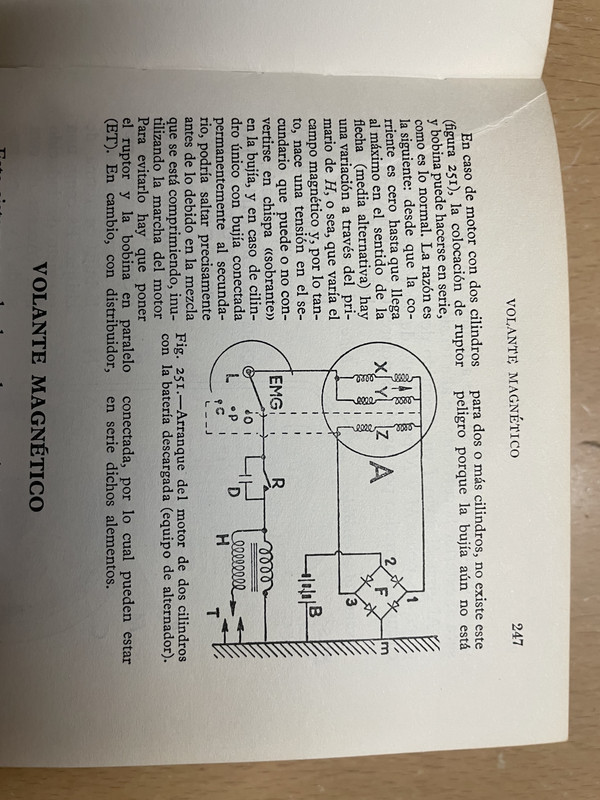 VOLANTE MAGNÉTICO 247
En caso de motor con dos cilindros
(figura 251), la colocación de ruptor
y bobina puede hacerse en serie,
como es lo normal. La razón es
la siguiente: desde que la co-
rriente es cero hasta que llega
al máximo en el sentido de la
flecha (media alternativa) hay
una variación a través del pri-
mario de H, o sea, que varía el
campo magnético y, por lo tan-
to, nace una tensión en el se-
cundario que puede o no con-
vertirse en chispa «sobrante»
en la bujía, y en caso de cilin-
dro único con bujía conectada
permanentemente al secunda-
rio, podría saltar precisamente
antes de lo debido en la mezcla
que se está comprimiendo, inu-
tilizando la marcha del motor
Para evitarlo hay que poner
el ruptor y la bobina en paralelo
(ET). En cambio, con distribuidor,
para dos o más cilindros, no existe este
peligro porque la bujía aún no está
X
Y
Z
A
1
2
F
3
m
B
EMG
L
O
P
C
R
D
H
T
Fig. 251.—Arranque del motor de dos cilindros
con la batería descargada (equipo de alternador).
conectada, por lo cual pueden estar
en serie dichos alementos.
VOLANTE MAGNÉTICO